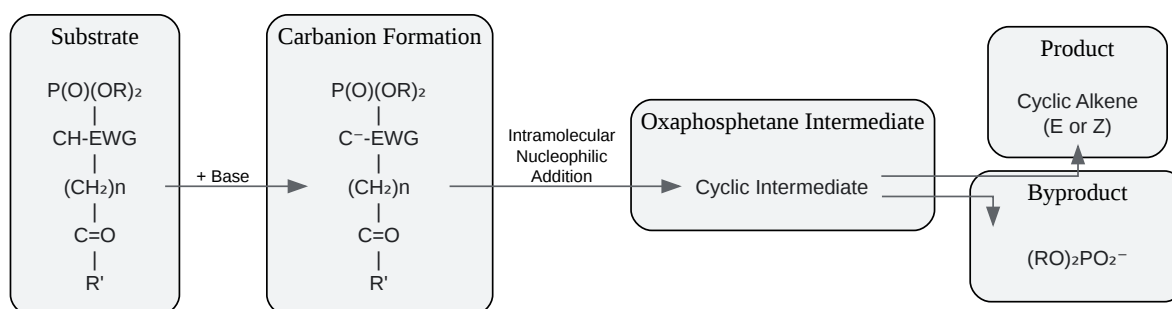 Substrate
P(O)(OR)₂
CH-EWG
(CH₂)n
C=O
R'
+ Base
Carbanion Formation
P(O)(OR)₂
C⁻-EWG
(CH₂)n
C=O
R'
Intramolecular
Nucleophilic
Addition
Oxaphosphetane Intermediate
Cyclic Intermediate
Product
Cyclic Alkene
(E or Z)
Byproduct
(RO)₂PO₂⁻